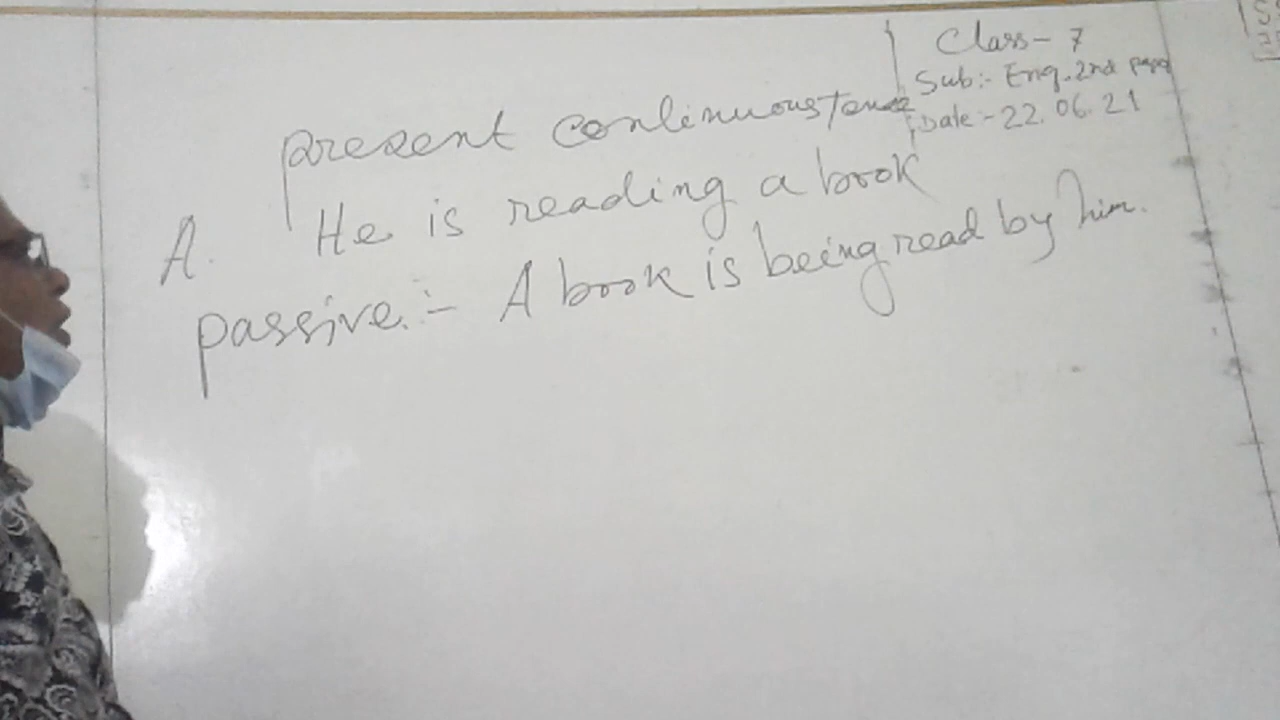 Class- 7
Sub:- Eng. 2nd paper
Date:- 22.06.21
present continuous Tense
A. He is reading a book
passive:- A book is being read by him.